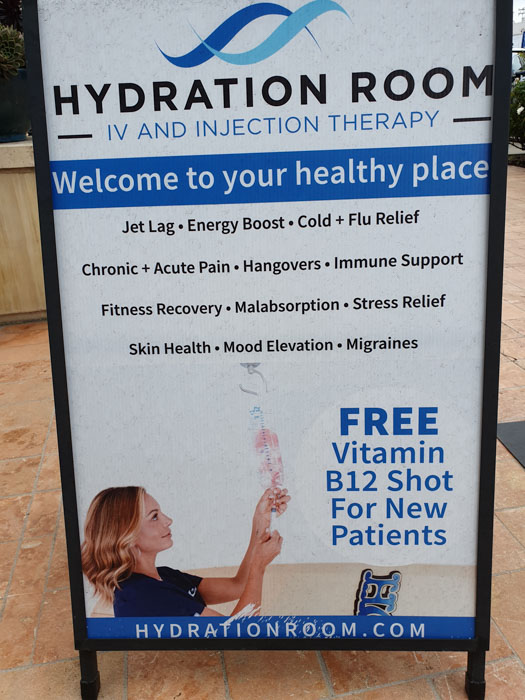 HYDRATION ROOM
IV AND INJECTION THERAPY
Welcome to your healthy place
Jet Lag • Energy Boost • Cold + Flu Relief
Chronic + Acute Pain • Hangovers • Immune Support
Fitness Recovery • Malabsorption • Stress Relief
Skin Health • Mood Elevation • Migraines
FREE
Vitamin
B12 Shot
For New
Patients
HYDRATIONROOM.COM